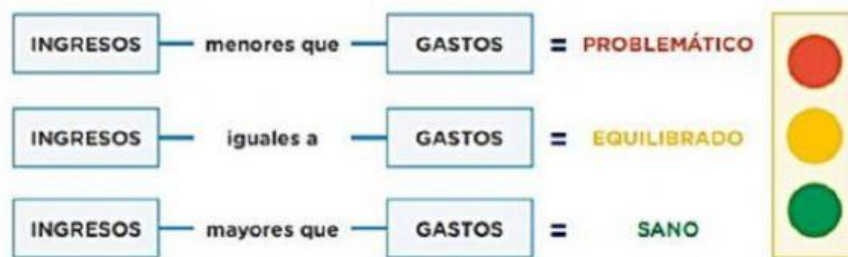 INGRESOS menores que GASTOS = PROBLEMÁTICO
INGRESOS iguales a GASTOS = EQUILIBRADO
INGRESOS mayores que GASTOS = SANO